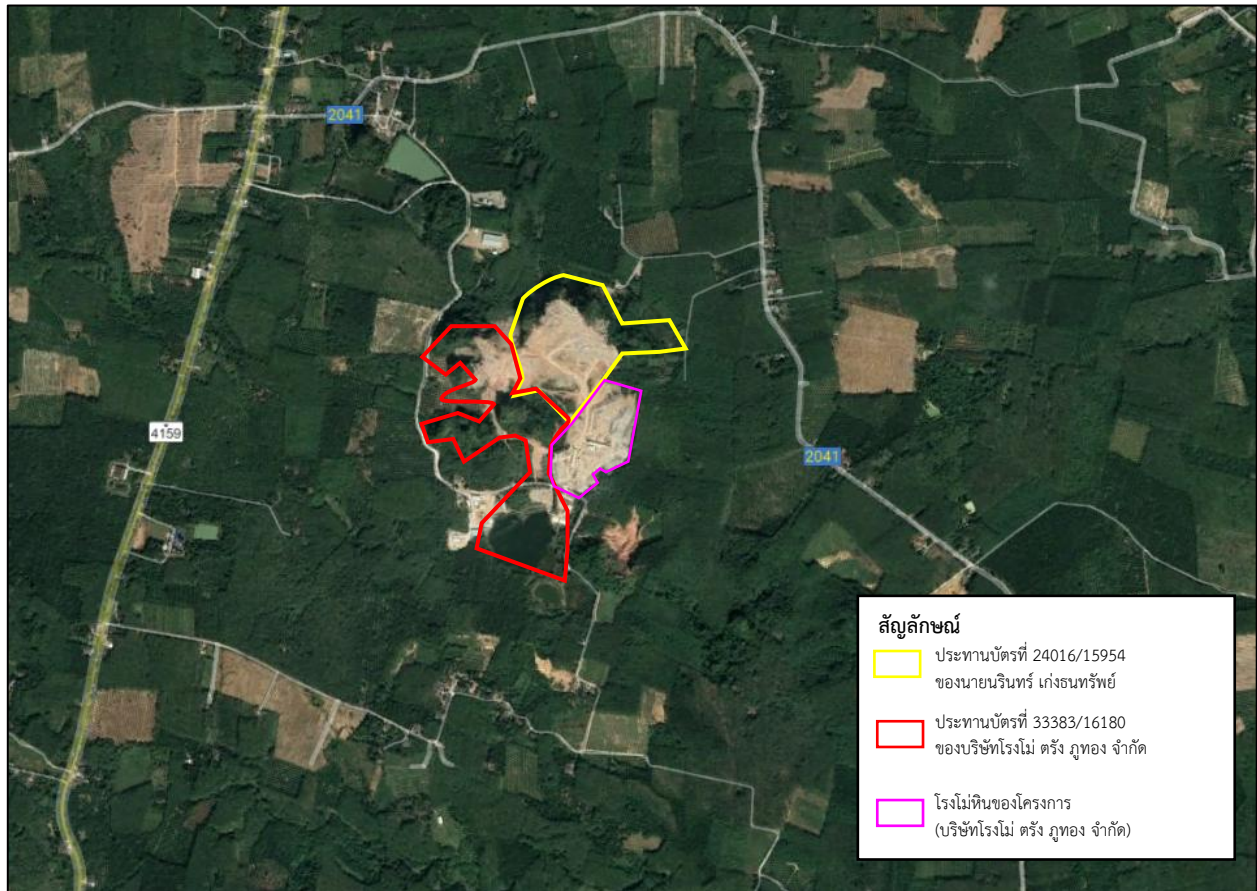 2041
4159
2041
สัญลักษณ์
ประทานบัตรที่ 24016/15954
ของนายนรินทร์ เก่งธนทรัพย์
ประทานบัตรที่ 33383/16180
ของบริษัทโรงโม่ ตรัง ภูทอง จำกัด
โรงโม่หินของโครงการ
(บริษัทโรงโม่ ตรัง ภูทอง จำกัด)